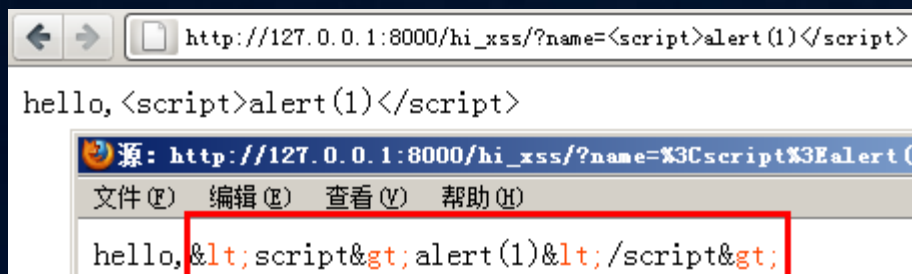 http://127.0.0.1:8000/hi_xss/?name=<script>alert(1)</script>
hello,<script>alert(1)</script>
源: http://127.0.0.1:8000/hi_xss/?name=%3Cscript%3Ealert(
文件(F) 编辑(E) 查看(V) 帮助(H)
hello,&lt;script&gt;alert(1)&lt;/script&gt;